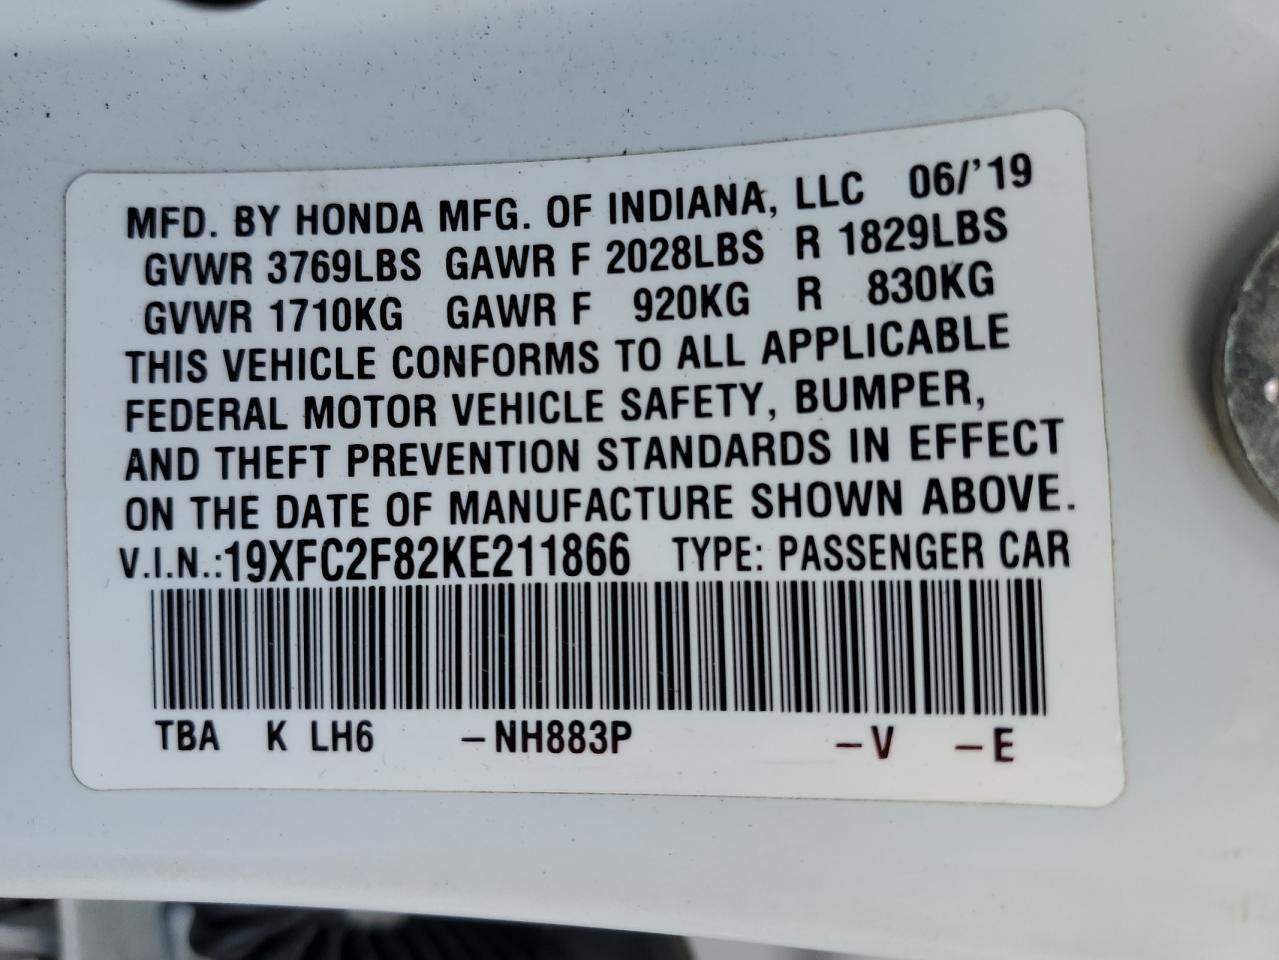 MFD. BY HONDA MFG. OF INDIANA, LLC 06/'19
GVWR 3769LBS GAWR F 2028LBS R 1829LBS
GVWR 1710KG GAWR F 920KG R 830KG
THIS VEHICLE CONFORMS TO ALL APPLICABLE
FEDERAL MOTOR VEHICLE SAFETY, BUMPER,
AND THEFT PREVENTION STANDARDS IN EFFECT
ON THE DATE OF MANUFACTURE SHOWN ABOVE.
V.I.N.:19XFC2F82KE211866 TYPE: PASSENGER CAR
TBA K LH6 –NH883P –V –E